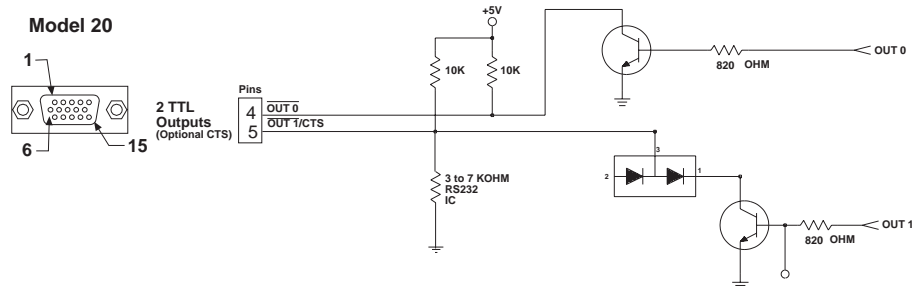 Model 20
1
6
15
2 TTL
Outputs
(Optional CTS)
Pins
4
5
OUT 0
OUT 1/CTS
+5V
10K
10K
3 to 7 KOHM
RS232
IC
820 OHM
OUT 0
3
2
1
820 OHM
OUT 1